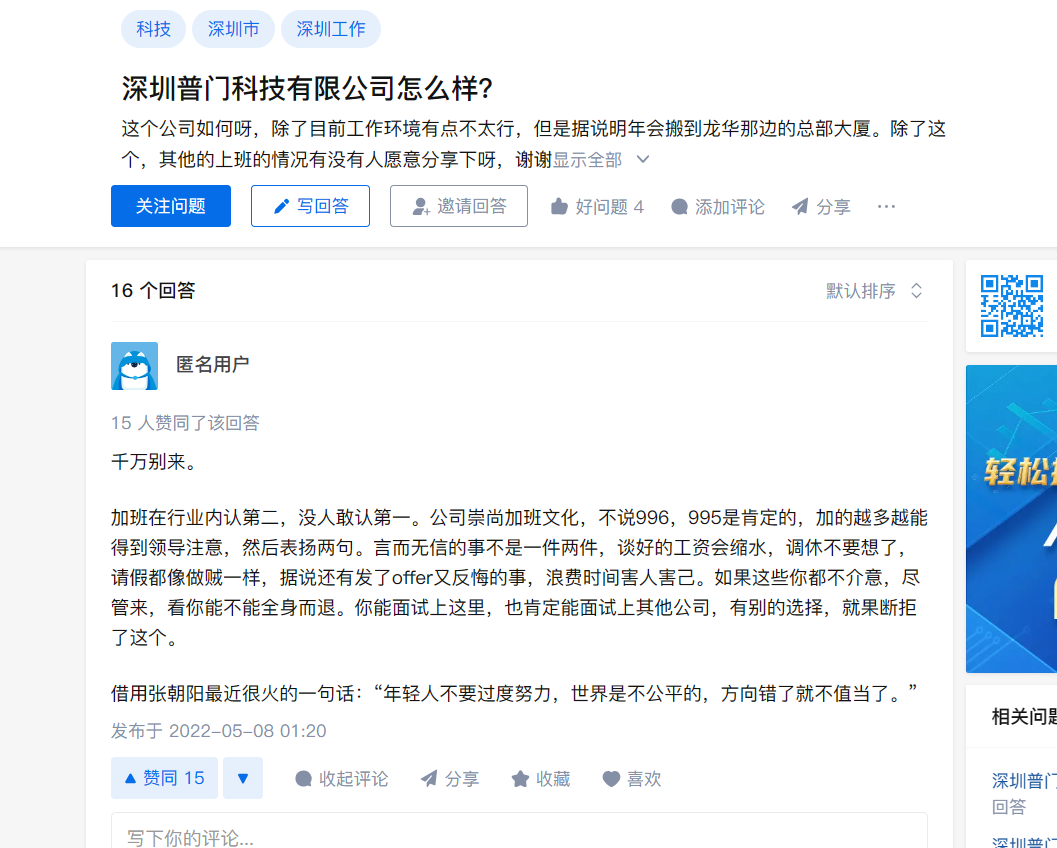 科技 深圳市 深圳工作
深圳普门科技有限公司怎么样?
这个公司如何呀，除了目前工作环境有点不太行，但是据说明年会搬到龙华那边的总部大厦。除了这
个，其他的上班的情况有没有人愿意分享下呀，谢谢显示全部
关注问题 写回答 邀请回答 好问题 4 添加评论 分享 ···
16 个回答 默认排序
匿名用户
15 人赞同了该回答
千万别来。
加班在行业内认第二，没人敢认第一。公司崇尚加班文化，不说996，995是肯定的，加的越多越能
得到领导注意，然后表扬两句。言而无信的事不是一件两件，谈好的工资会缩水，调休不要想了，
请假都像做贼一样，据说还有发了offer又反悔的事，浪费时间害人害己。如果这些你都不介意，尽
管来，看你能不能全身而退。你能面试上这里，也肯定能面试上其他公司，有别的选择，就果断拒
了这个。
借用张朝阳最近很火的一句话：“年轻人不要过度努力，世界是不公平的，方向错了就不值当了。”
发布于 2022-05-08 01:20
赞同 15 收起评论 分享 收藏 喜欢
写下你的评论...
轻松
相关问题
深圳普门
回答
深圳普门